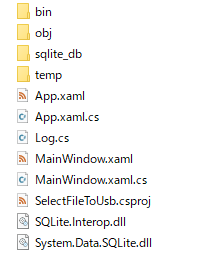 bin
obj
sqlite_db
temp
App.xaml
App.xaml.cs
Log.cs
MainWindow.xaml
MainWindow.xaml.cs
SelectFileToUsb.csproj
SQLite.Interop.dll
System.Data.SQLite.dll